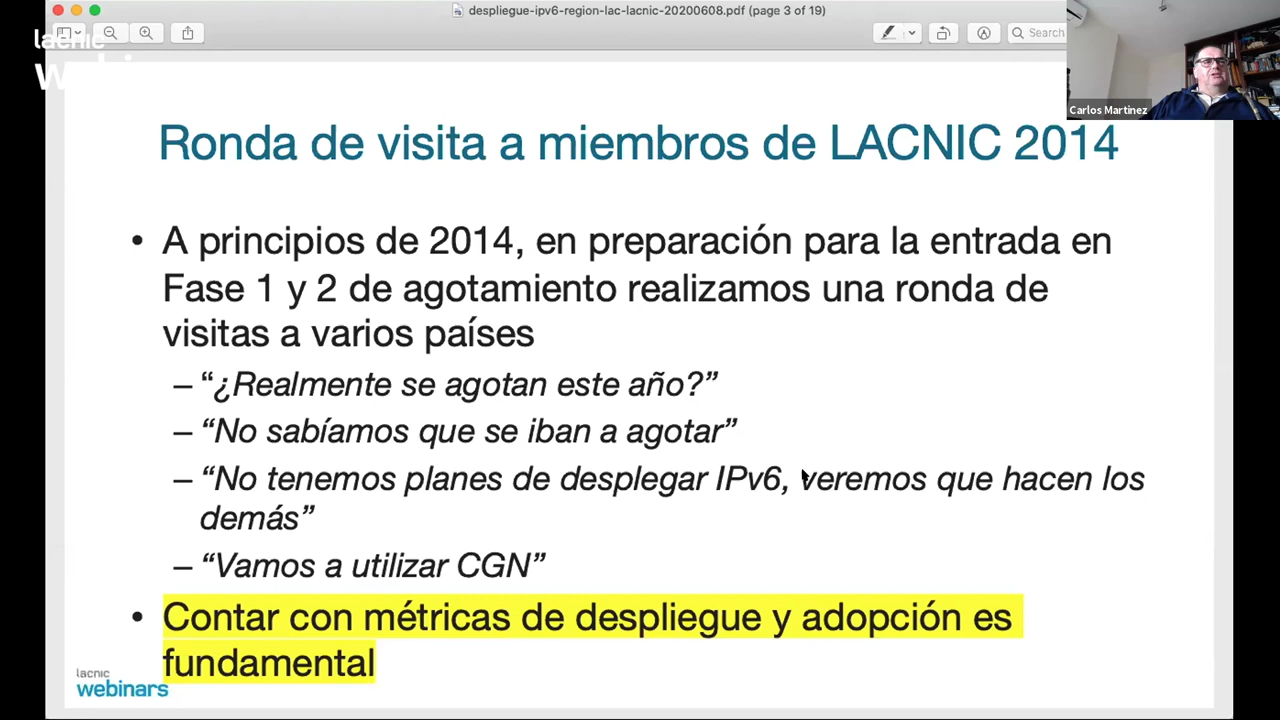 despliegue-ipv6-region-lac-lacnic-20200608.pdf (page 3 of 19)
Search
lacnic
Carlos Martínez
Ronda de visita a miembros de LACNIC 2014
• A principios de 2014, en preparación para la entrada en
Fase 1 y 2 de agotamiento realizamos una ronda de
visitas a varios países
– “¿Realmente se agotan este año?”
– “No sabíamos que se iban a agotar”
– “No tenemos planes de desplegar IPv6, veremos que hacen los
demás”
– “Vamos a utilizar CGN”
• Contar con métricas de despliegue y adopción es
fundamental
lacnic
webinars